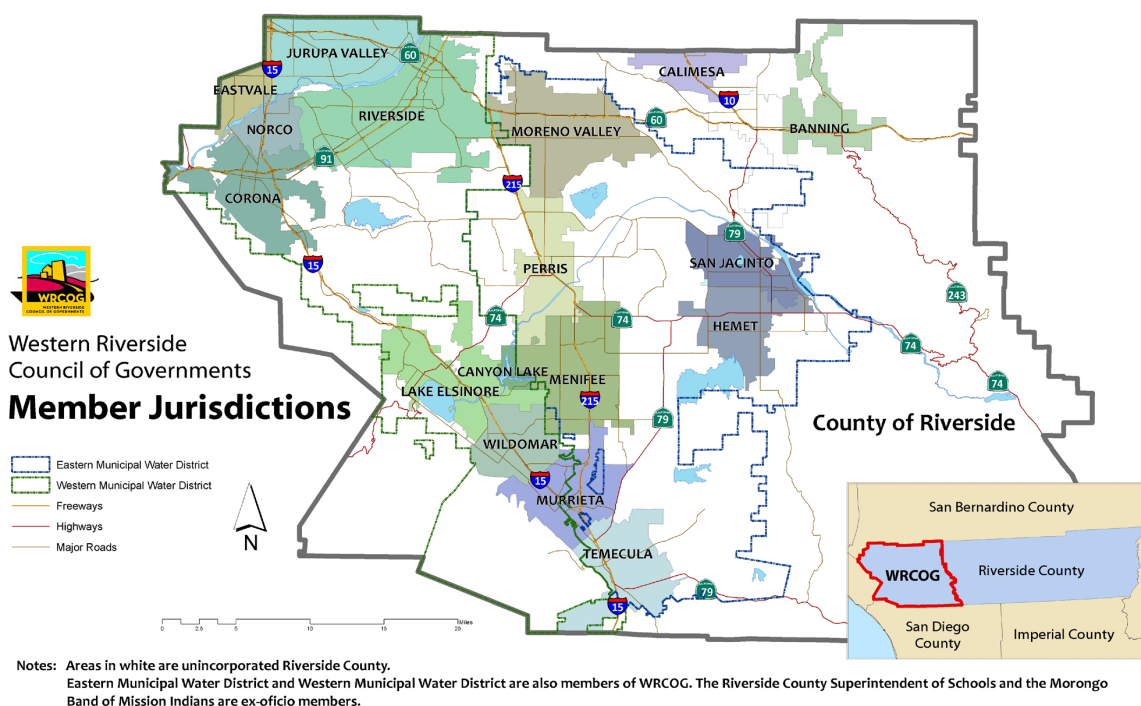 JURUPA VALLEY
60
15
EASTVALE
CALIMESA
10
NORCO
RIVERSIDE
MORENO VALLEY
60
BANNING
91
215
CORONA
79
15
PERRIS
SAN JACINTO
WRCOG
WESTERN RIVERSIDE
COUNCIL OF GOVERNMENTS
243
74
74
HEMET
74
Western Riverside
Council of Governments
Member Jurisdictions
CANYON LAKE
MENIFEE
LAKE ELSINORE
215
79
74
County of Riverside
WILDOMAR
15
MURRIETA
TEMECULA
79
15
Eastern Municipal Water District
Western Municipal Water District
Freeways
Highways
Major Roads
N
0 2.5 5 10 15 20 Miles
San Bernardino County
WRCOG
Riverside County
San Diego
County
Imperial County
Notes: Areas in white are unincorporated Riverside County.
Eastern Municipal Water District and Western Municipal Water District are also members of WRCOG. The Riverside County Superintendent of Schools and the Morongo
Band of Mission Indians are ex-oficio members.